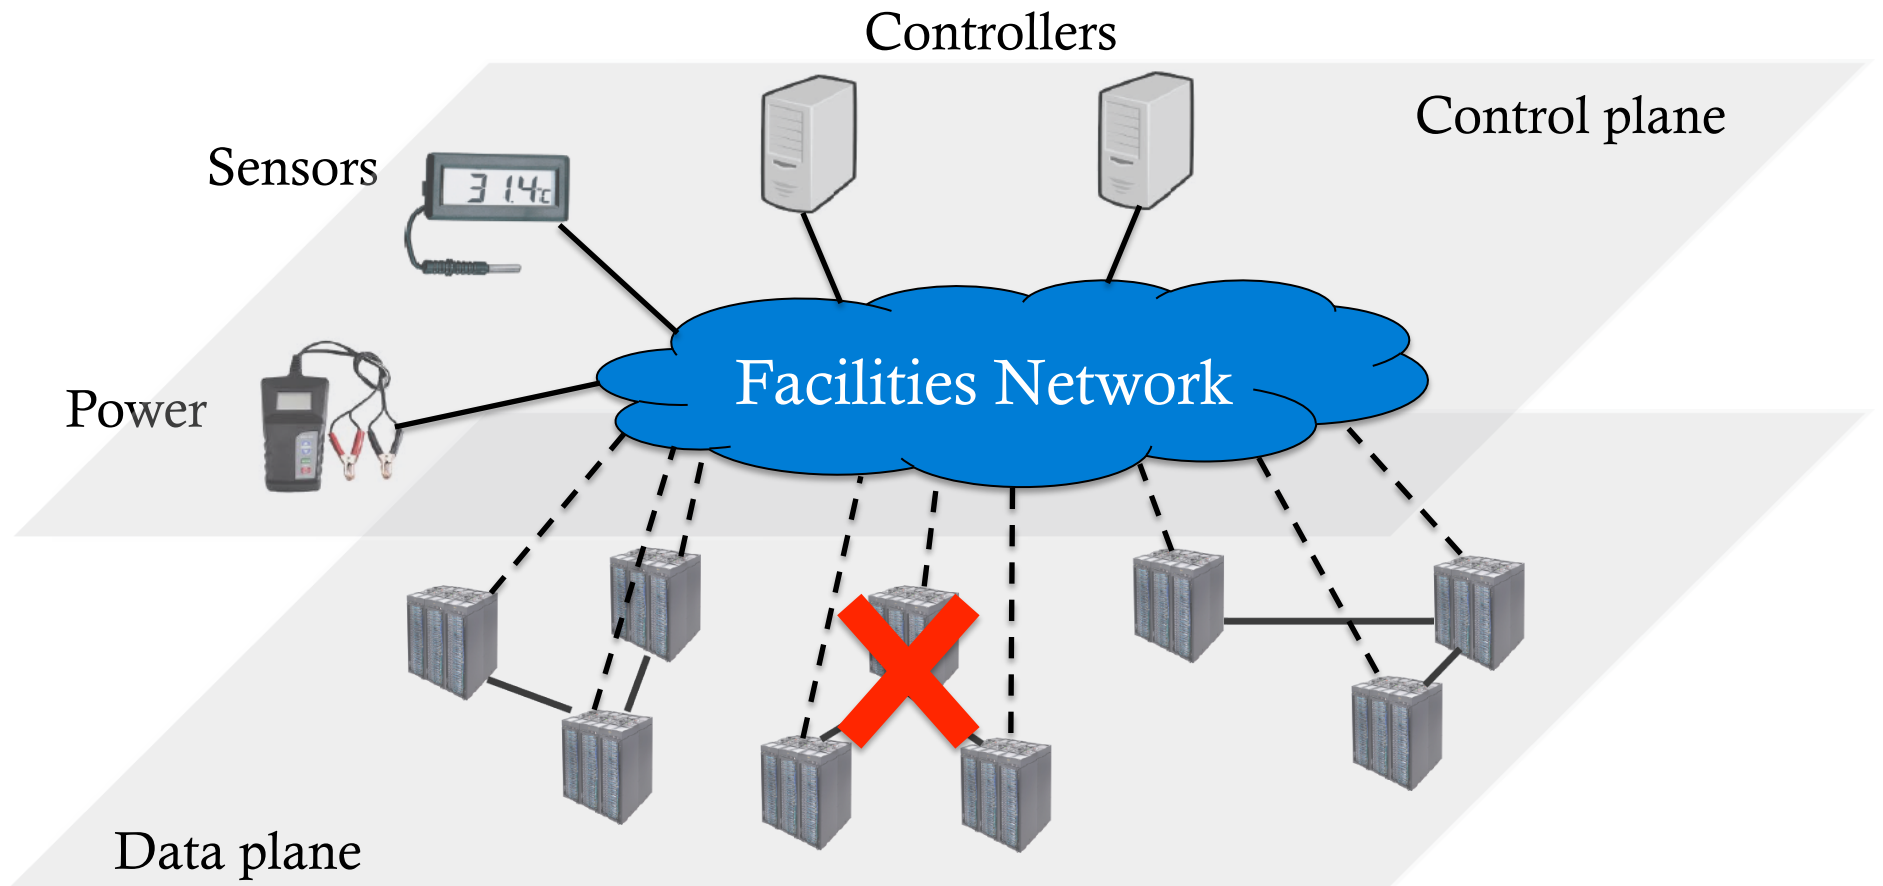 Controllers
Control plane
Sensors
31.4°C
Facilities Network
Power
Data plane